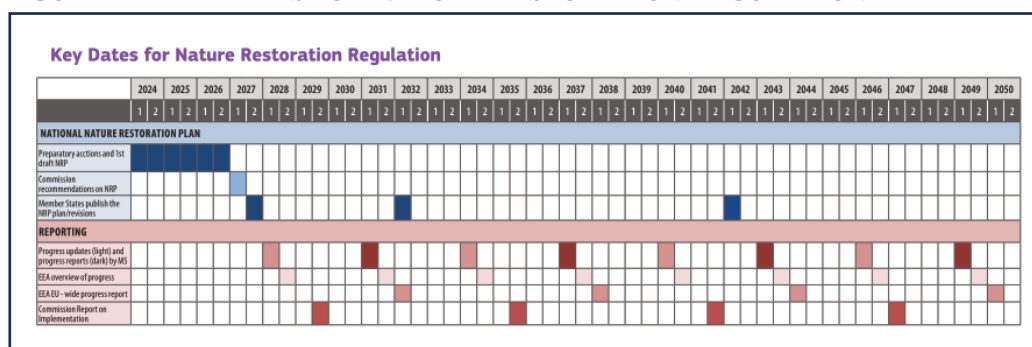 Key Dates for Nature Restoration Regulation
2024 2025 2026 2027 2028 2029 2030 2031 2032 2033 2034 2035 2036 2037 2038 2039 2040 2041 2042 2043 2044 2045 2046 2047 2048 2049 2050
1 2 1 2 1 2 1 2 1 2 1 2 1 2 1 2 1 2 1 2 1 2 1 2 1 2 1 2 1 2 1 2 1 2 1 2 1 2 1 2 1 2 1 2 1 2 1 2 1 2 1 2 1 2
NATIONAL NATURE RESTORATION PLAN
Preparatory acctions and 1st
draft NRP
Commission
recommendations on NRP
Member States publish the
NRP plan/revisions
REPORTING
Progress updates (light) and
progress reports (dark) by MS
EEA overview of progress
EEA EU - wide progress report
Commission Report on
Implementation